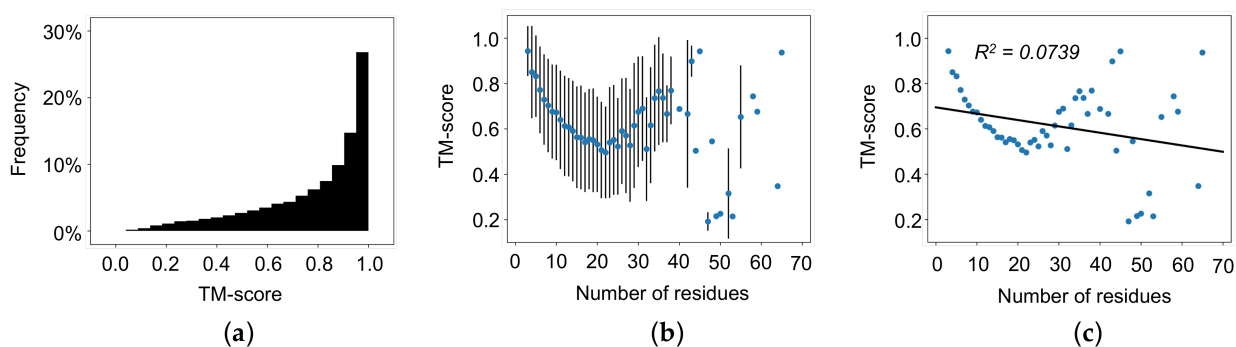 30%
20%
10%
0%
Frequency
0.0 0.2 0.4 0.6 0.8 1.0
TM-score
(a)
1.0
0.8
0.6
0.4
0.2
TM-score
0 10 20 30 40 50 60 70
Number of residues
(b)
1.0
0.8
0.6
0.4
0.2
TM-score
R² = 0.0739
0 10 20 30 40 50 60 70
Number of residues
(c)